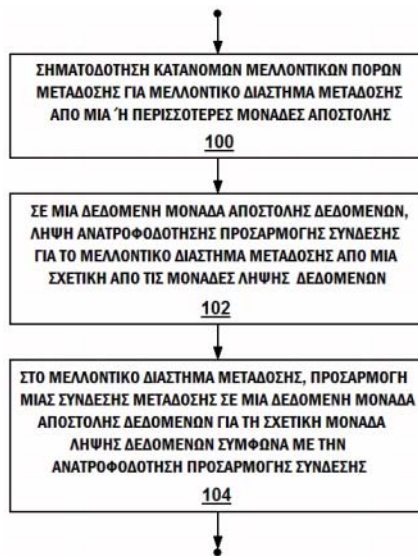 ΣΗΜΑΤΟΔΟΤΗΣΗ ΚΑΤΑΝΟΜΩΝ ΜΕΛΛΟΝΤΙΚΩΝ ΠΟΡΩΝ
ΜΕΤΑΔΟΣΗΣ ΓΙΑ ΜΕΛΛΟΝΤΙΚΟ ΔΙΑΣΤΗΜΑ ΜΕΤΑΔΟΣΗΣ
ΑΠΟ ΜΙΑ Ή ΠΕΡΙΣΣΟΤΕΡΕΣ ΜΟΝΑΔΕΣ ΑΠΟΣΤΟΛΗΣ
100
ΣΕ ΜΙΑ ΔΕΔΟΜΕΝΗ ΜΟΝΑΔΑ ΑΠΟΣΤΟΛΗΣ ΔΕΔΟΜΕΝΩΝ,
ΛΗΨΗ ΑΝΑΤΡΟΦΟΔΟΤΗΣΗΣ ΠΡΟΣΑΡΜΟΓΗΣ ΣΥΝΔΕΣΗΣ
ΓΙΑ ΤΟ ΜΕΛΛΟΝΤΙΚΟ ΔΙΑΣΤΗΜΑ ΜΕΤΑΔΟΣΗΣ ΑΠΟ ΜΙΑ
ΣΧΕΤΙΚΗ ΑΠΟ ΤΙΣ ΜΟΝΑΔΕΣ ΛΗΨΗΣ ΔΕΔΟΜΕΝΩΝ
102
ΣΤΟ ΜΕΛΛΟΝΤΙΚΟ ΔΙΑΣΤΗΜΑ ΜΕΤΑΔΟΣΗΣ, ΠΡΟΣΑΡΜΟΓΗ
ΜΙΑΣ ΣΥΝΔΕΣΗΣ ΜΕΤΑΔΟΣΗΣ ΣΕ ΜΙΑ ΔΕΔΟΜΕΝΗ ΜΟΝΑΔΑ
ΑΠΟΣΤΟΛΗΣ ΔΕΔΟΜΕΝΩΝ ΓΙΑ ΤΗ ΣΧΕΤΙΚΗ ΜΟΝΑΔΑ
ΛΗΨΗΣ ΔΕΔΟΜΕΝΩΝ ΣΥΜΦΩΝΑ ΜΕ ΤΗΝ
ΑΝΑΤΡΟΦΟΔΟΤΗΣΗ ΠΡΟΣΑΡΜΟΓΗΣ ΣΥΝΔΕΣΗΣ
104